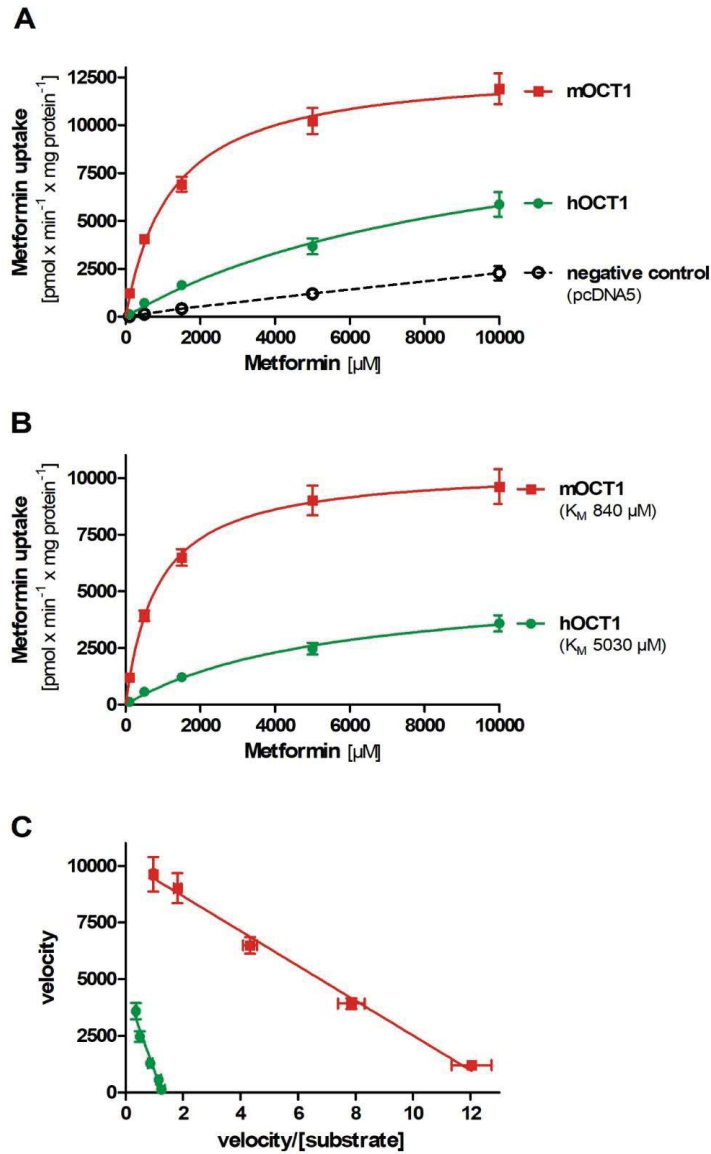 A
Metformin uptake
[pmol x min⁻¹ x mg protein⁻¹]
12500
10000
7500
5000
2500
0
0
2000
4000
6000
8000
10000
Metformin [µM]
mOCT1
hOCT1
negative control
(pcDNA5)
B
Metformin uptake
[pmol x min⁻¹ x mg protein⁻¹]
10000
7500
5000
2500
0
0
2000
4000
6000
8000
10000
Metformin [µM]
mOCT1
(K_M 840 µM)
hOCT1
(K_M 5030 µM)
C
velocity
10000
7500
5000
2500
0
0
2
4
6
8
10
12
velocity/[substrate]